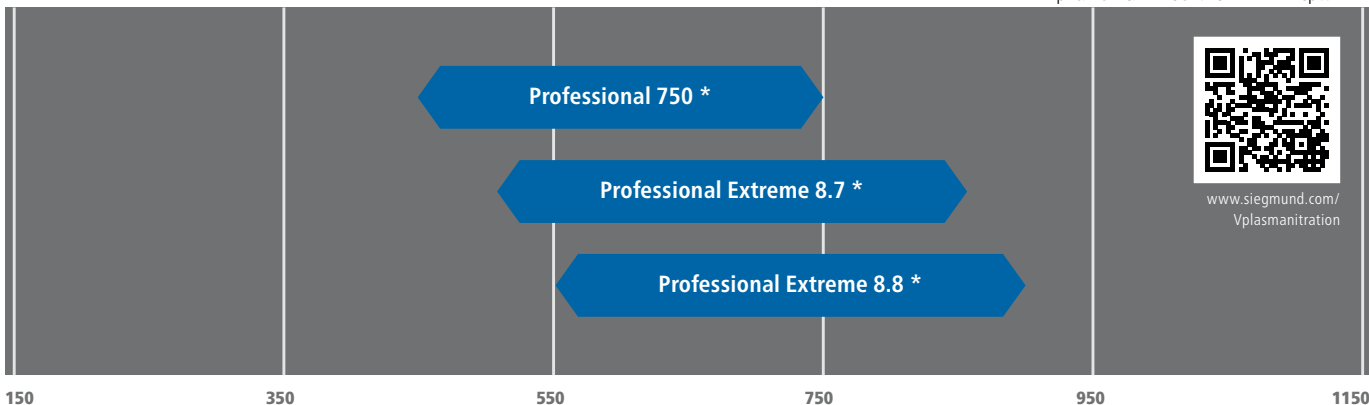 Professional 750 *
Professional Extreme 8.7 *
www.siegmund.com/
Vplasmanitration
Professional Extreme 8.8 *
150 350 550 750 950 1150